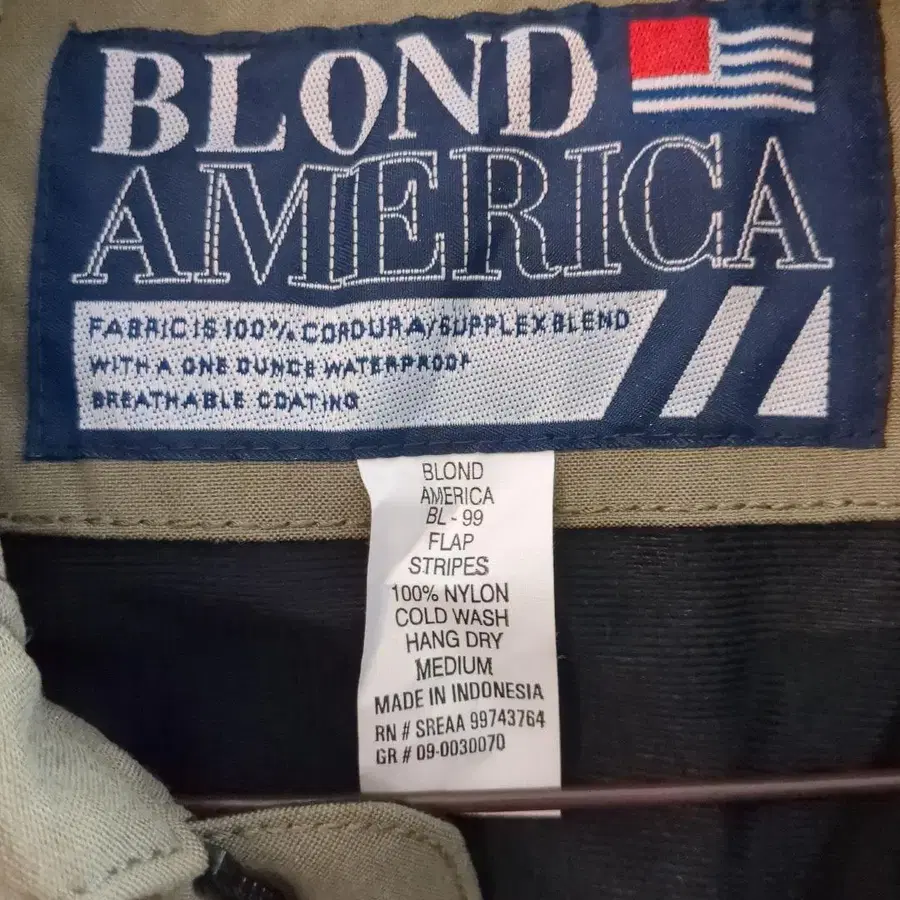 BLOND
AMERICA
FABRIC IS 100% CORDURA/SUPPLEX BLEND
WITH A ONE OUNCE WATERPROOF
BREATHABLE COATING
BLOND
AMERICA
BL-99
FLAP
STRIPES
100% NYLON
COLD WASH
HANG DRY
MEDIUM
MADE IN INDONESIA
RN # SREAA 99743764
GR # 09-0030070